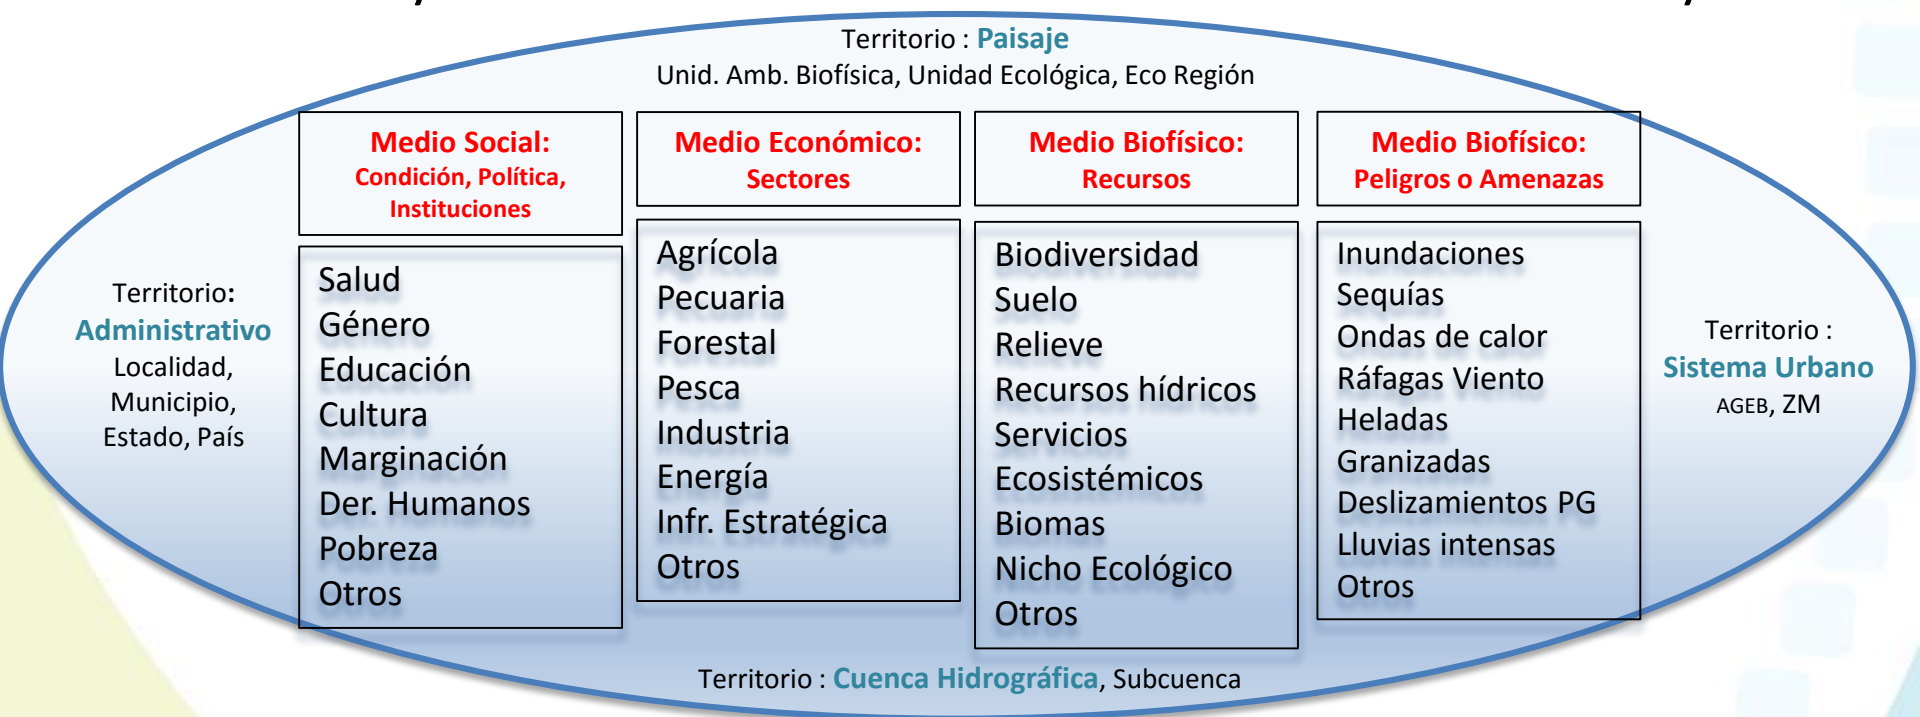 Territorio : Paisaje
Unid. Amb. Biofísica, Unidad Ecológica, Eco Región
Medio Social:
Condición, Política,
Instituciones
Medio Económico:
Sectores
Medio Biofísico:
Recursos
Medio Biofísico:
Peligros o Amenazas
Territorio:
Administrativo
Localidad,
Municipio,
Estado, País
Salud
Género
Educación
Cultura
Marginación
Der. Humanos
Pobreza
Otros
Agrícola
Pecuaria
Forestal
Pesca
Industria
Energía
Infr. Estratégica
Otros
Biodiversidad
Suelo
Relieve
Recursos hídricos
Servicios
Ecosistémicos
Biomas
Nicho Ecológico
Otros
Inundaciones
Sequías
Ondas de calor
Ráfagas Viento
Heladas
Granizadas
Deslizamientos PG
Lluvias intensas
Otros
Territorio :
Sistema Urbano
AGEB, ZM
Territorio : Cuenca Hidrográfica, Subcuenca